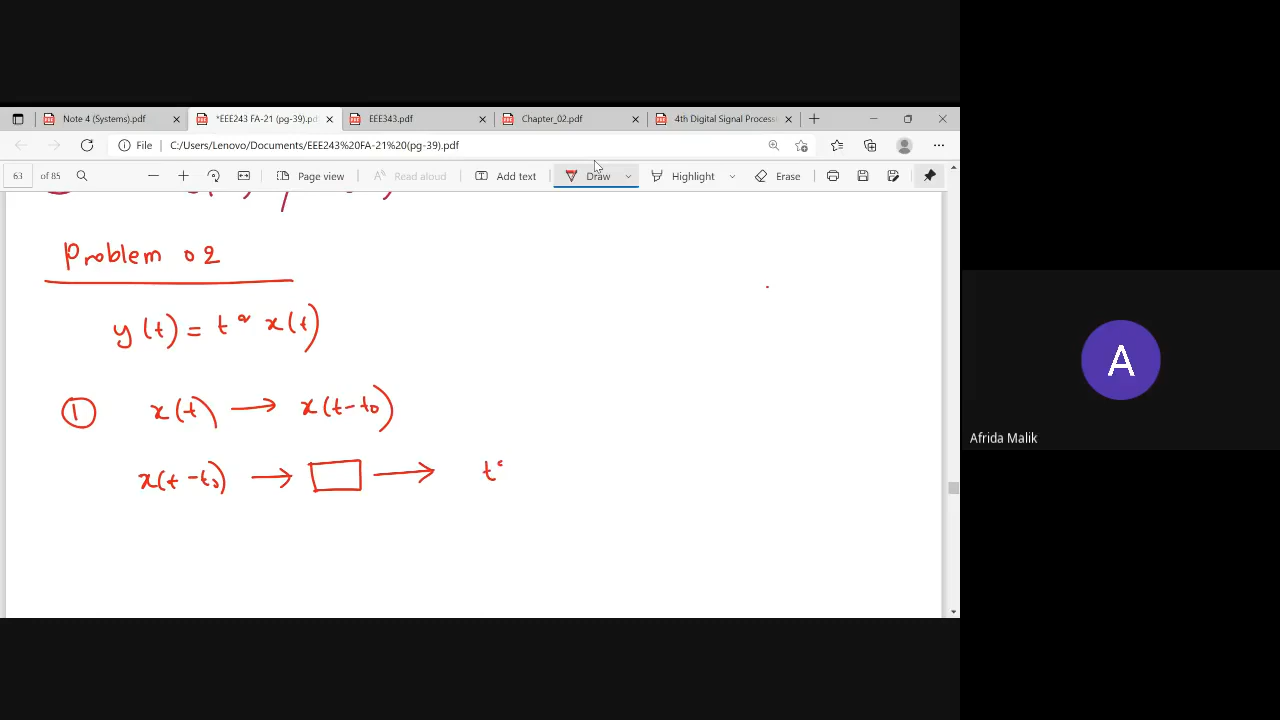 Note 4 (Systems).pdf *EEE243 FA-21 (pg-39).pd EEE343.pdf Chapter_02.pdf 4th Digital Signal Process
File C:/Users/Lenovo/Documents/EEE243%20FA-21%20(pg-39).pdf
63 of 85 Page view Read aloud Add text Draw Highlight Erase
Problem 02
y(t) = t² x(t)
① x(t) → x(t-t₀)
x(t-t₀) → □ → t
A
Afrida Malik